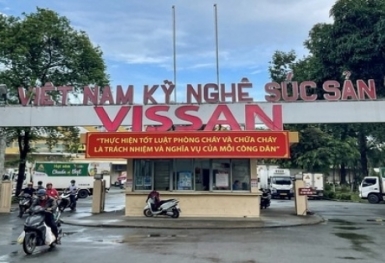 VIỆT NAM KỸ NGHỆ SÚC SẢN
VISSAN
"THỰC HIỆN TỐT LUẬT PHÒNG CHÁY VÀ CHỮA CHÁY
LÀ TRÁCH NHIỆM VÀ NGHĨA VỤ CỦA MỖI CÔNG DÂN"